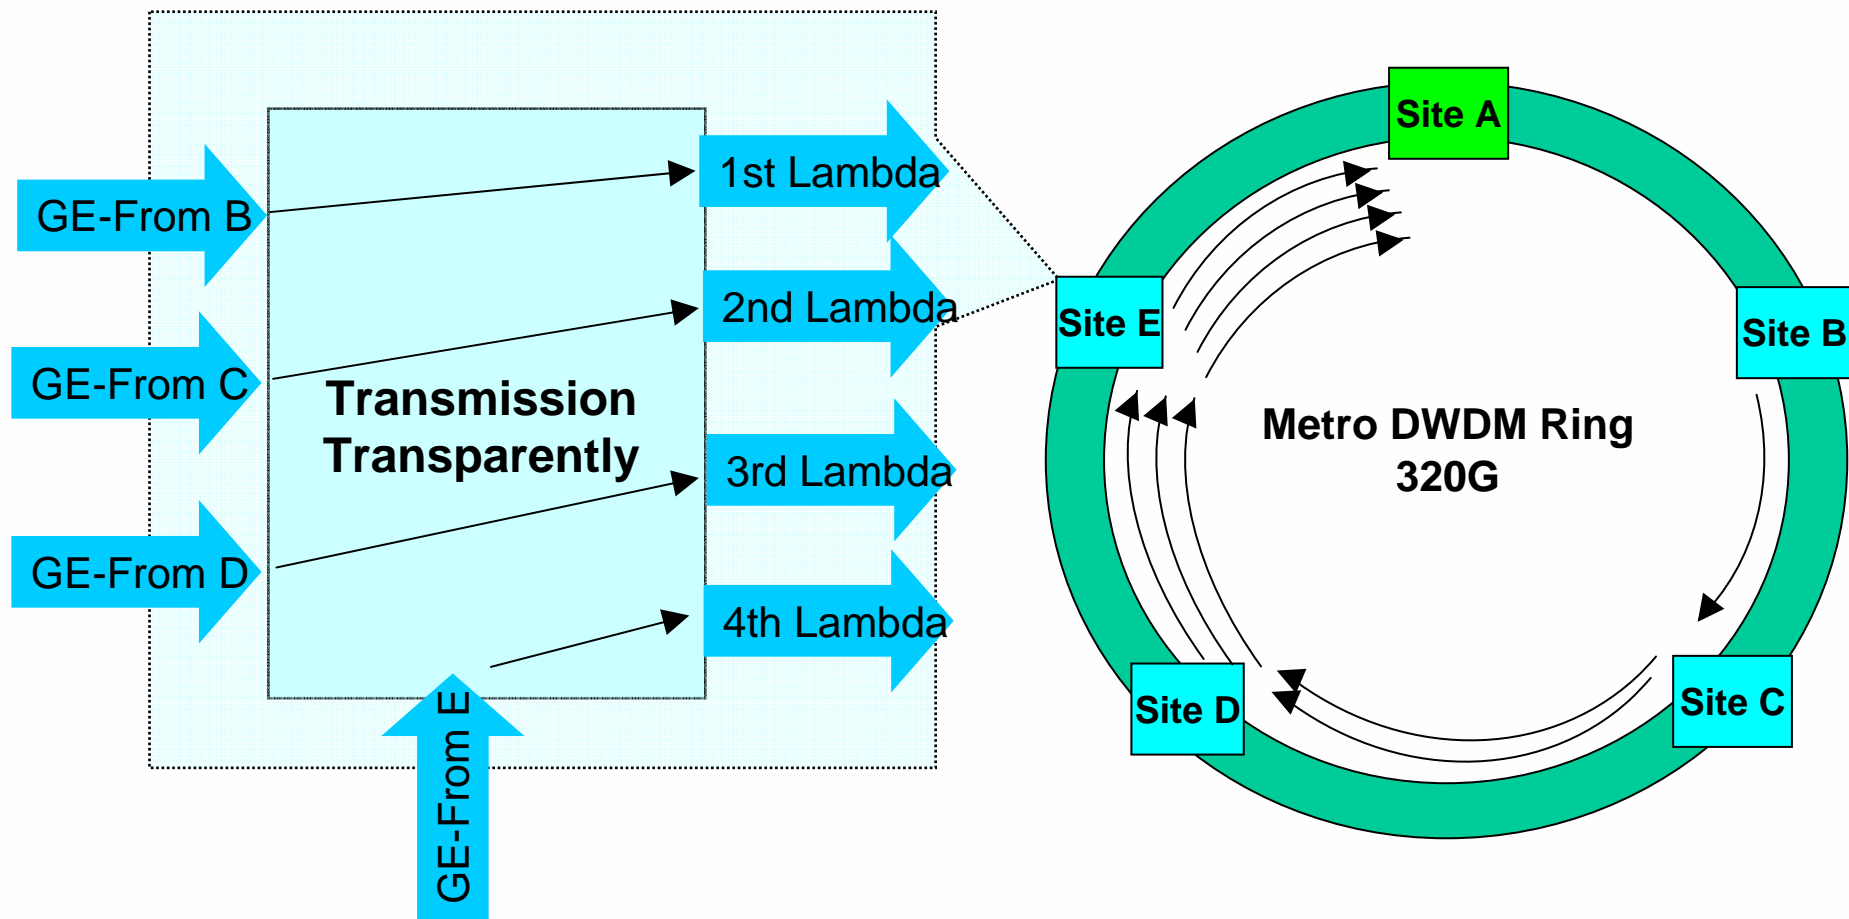 GE-From B
GE-From C
GE-From D
GE-From E
Transmission
Transparently
1st Lambda
2nd Lambda
3rd Lambda
4th Lambda
Site A
Site B
Site C
Site D
Site E
Metro DWDM Ring
320G